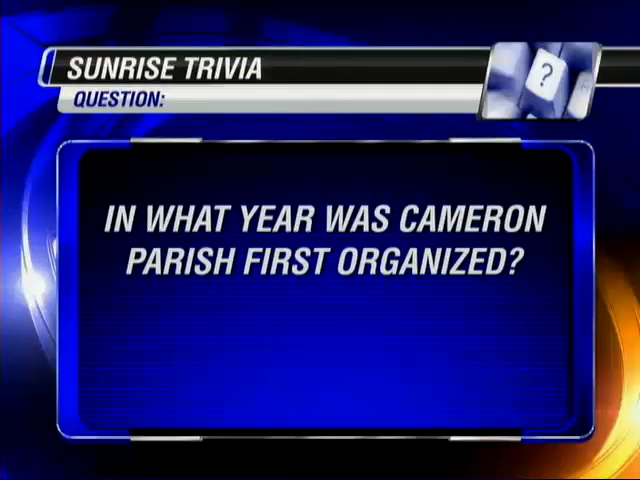 SUNRISE TRIVIA
QUESTION:
?
IN WHAT YEAR WAS CAMERON
PARISH FIRST ORGANIZED?